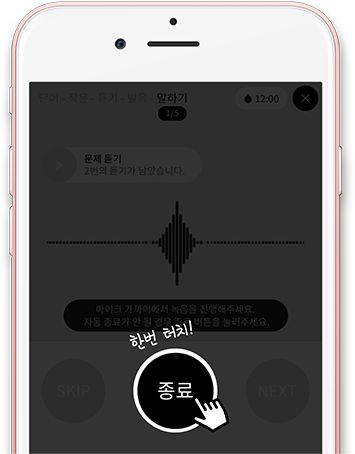 단어 - 작문 - 듣기 - 발음 - 말하기
12:00
1/5
문제 듣기
2번의 듣기가 남았습니다.
마이크 가까이에서 녹음을 진행해주세요.
자동 종료가 안 될 경우 종료 버튼을 눌러주세요.
한번 터치!
SKIP
종료
NEXT